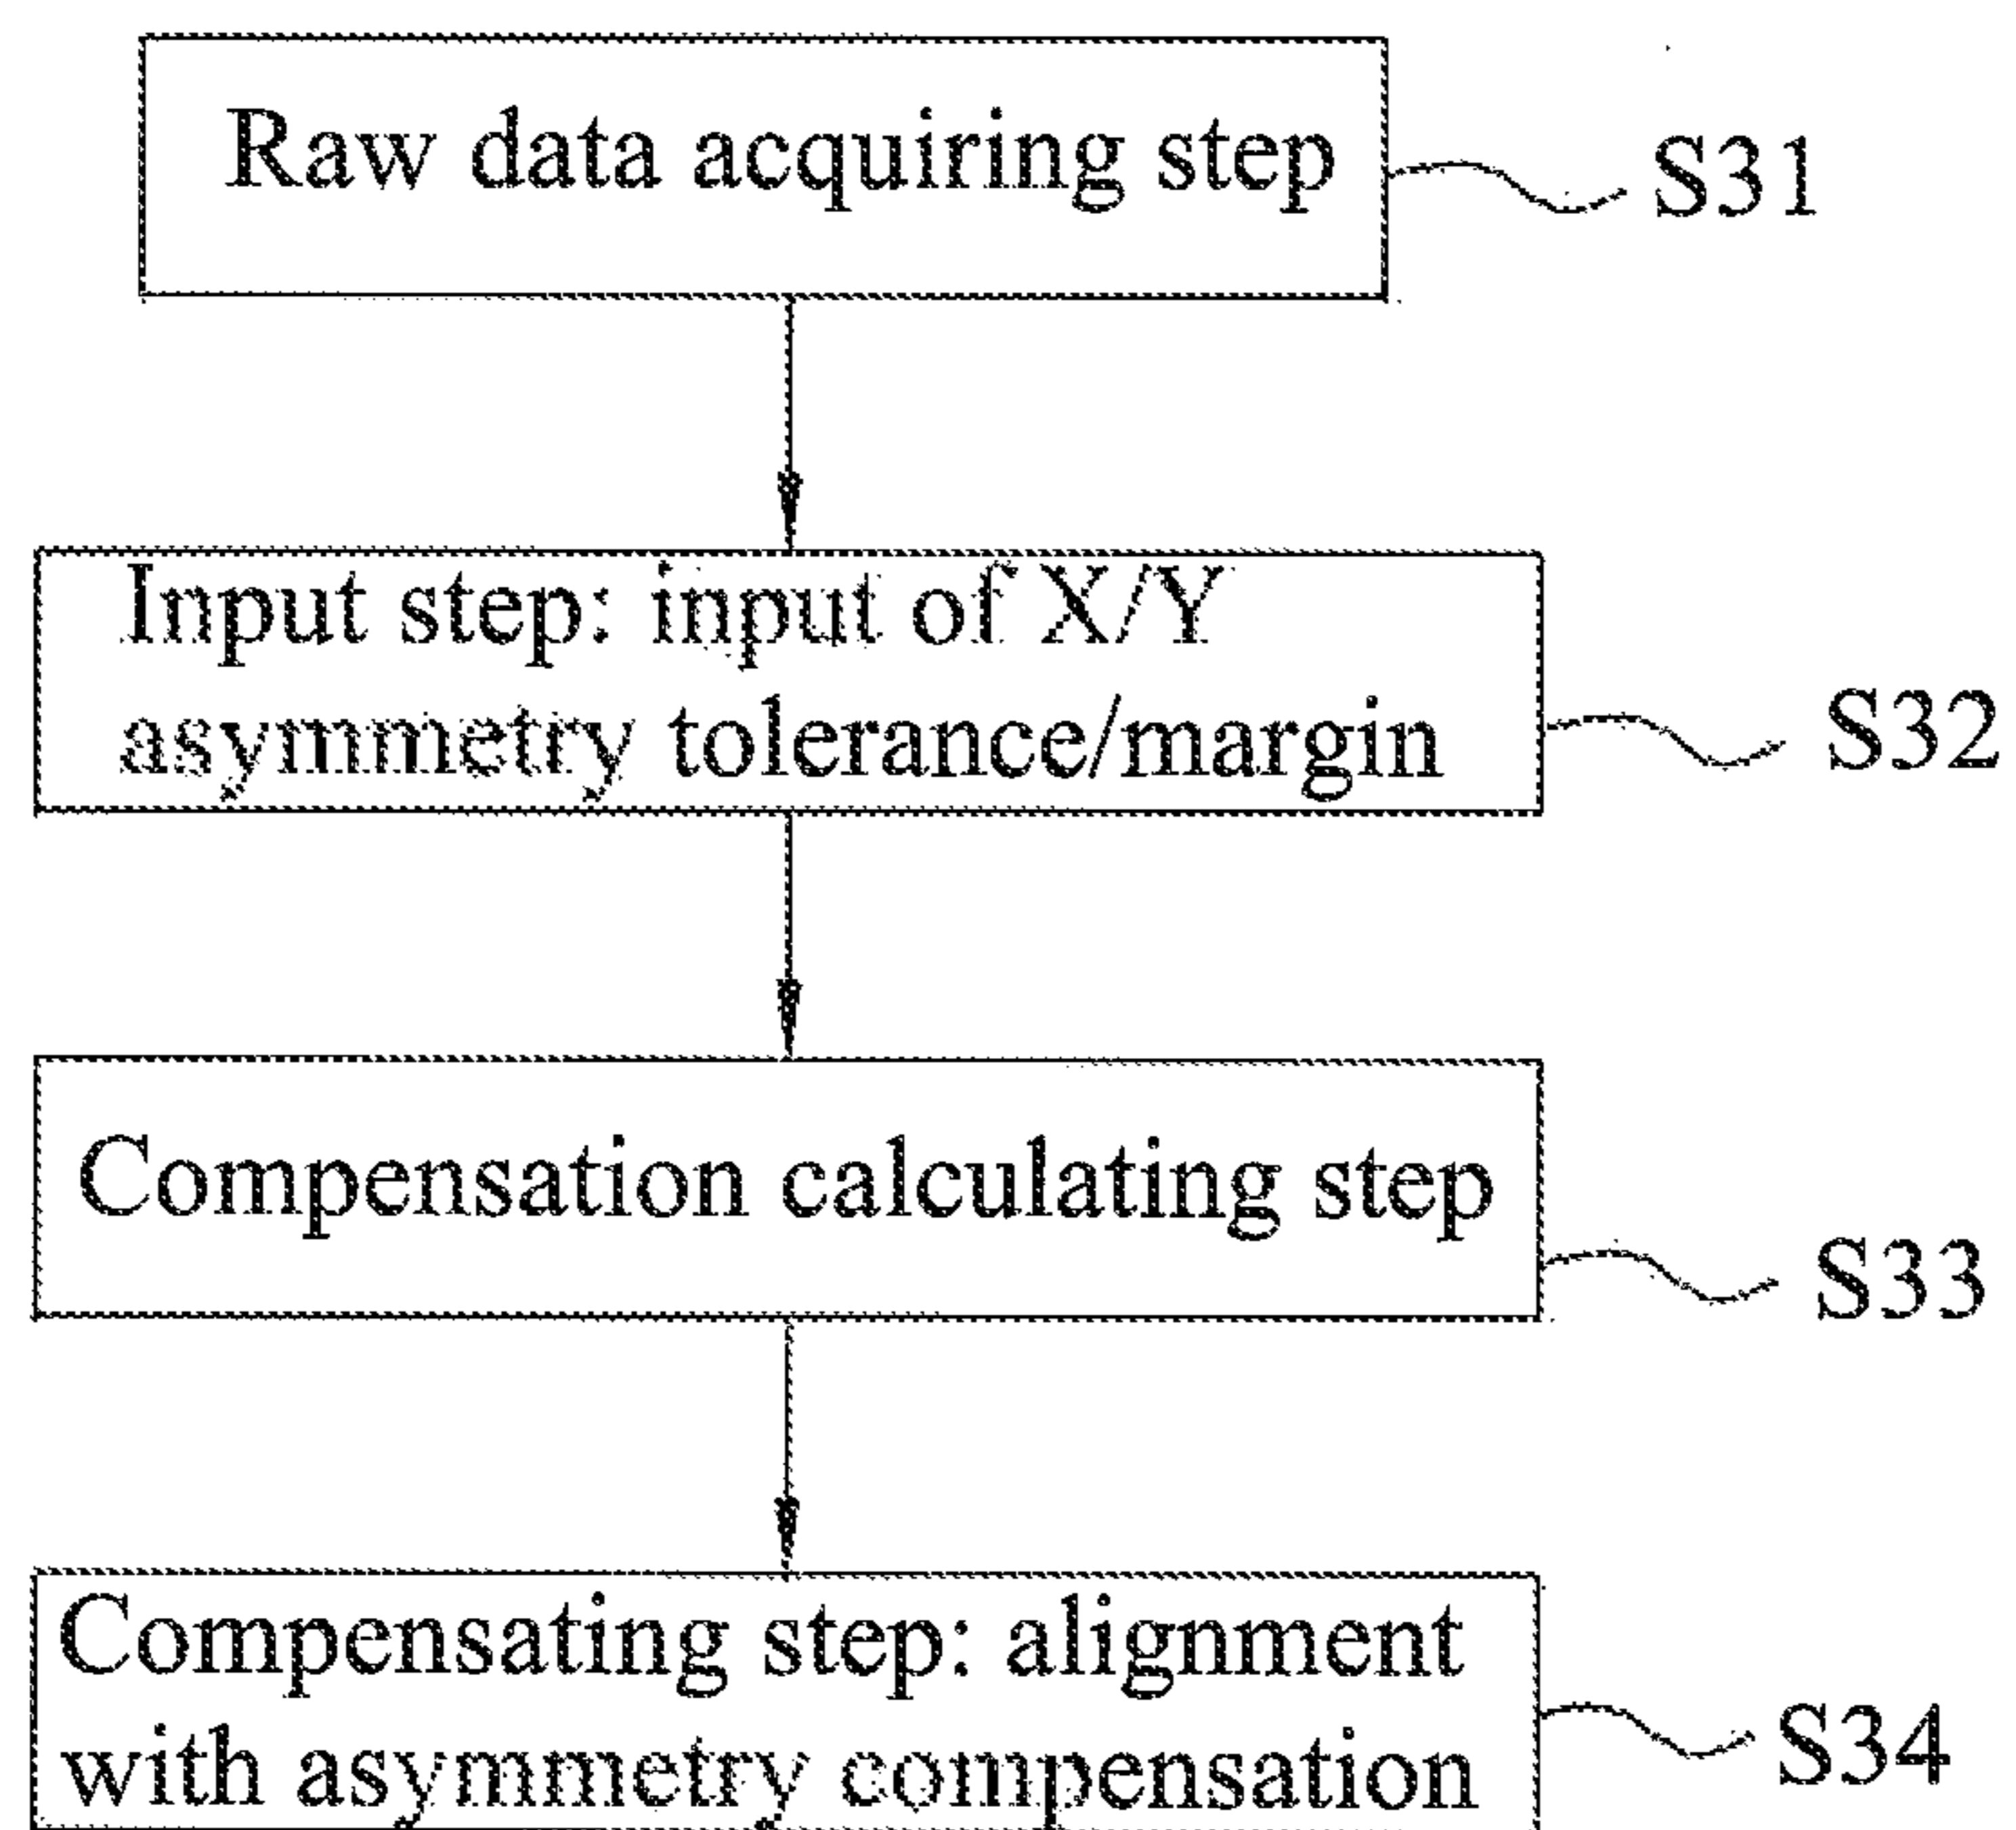 Raw data acquiring step
S31
Input step: input of X/Y
asymmetry tolerance/margin
S32
Compensation calculating step
S33
Compensating step: alignment
with asymmetry compensation
S34